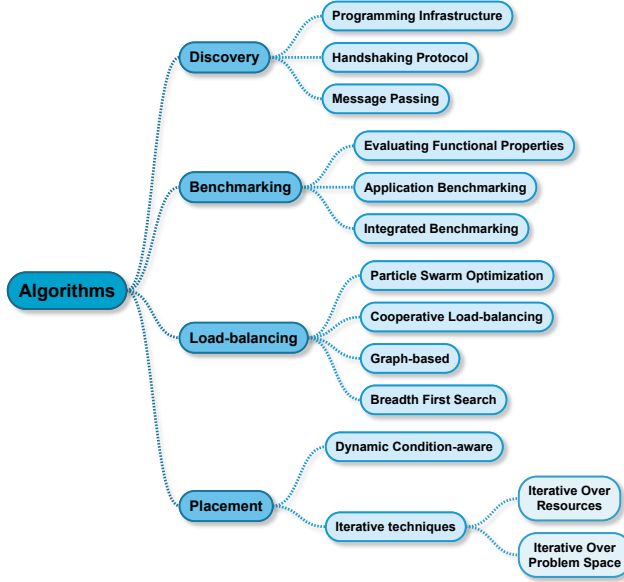 Programming Infrastructure
Discovery
Handshaking Protocol
Message Passing
Evaluating Functional Properties
Benchmarking
Application Benchmarking
Integrated Benchmarking
Algorithms
Particle Swarm Optimization
Cooperative Load-balancing
Load-balancing
Graph-based
Breadth First Search
Dynamic Condition-aware
Placement
Iterative techniques
Iterative Over
Resources
Iterative Over
Problem Space